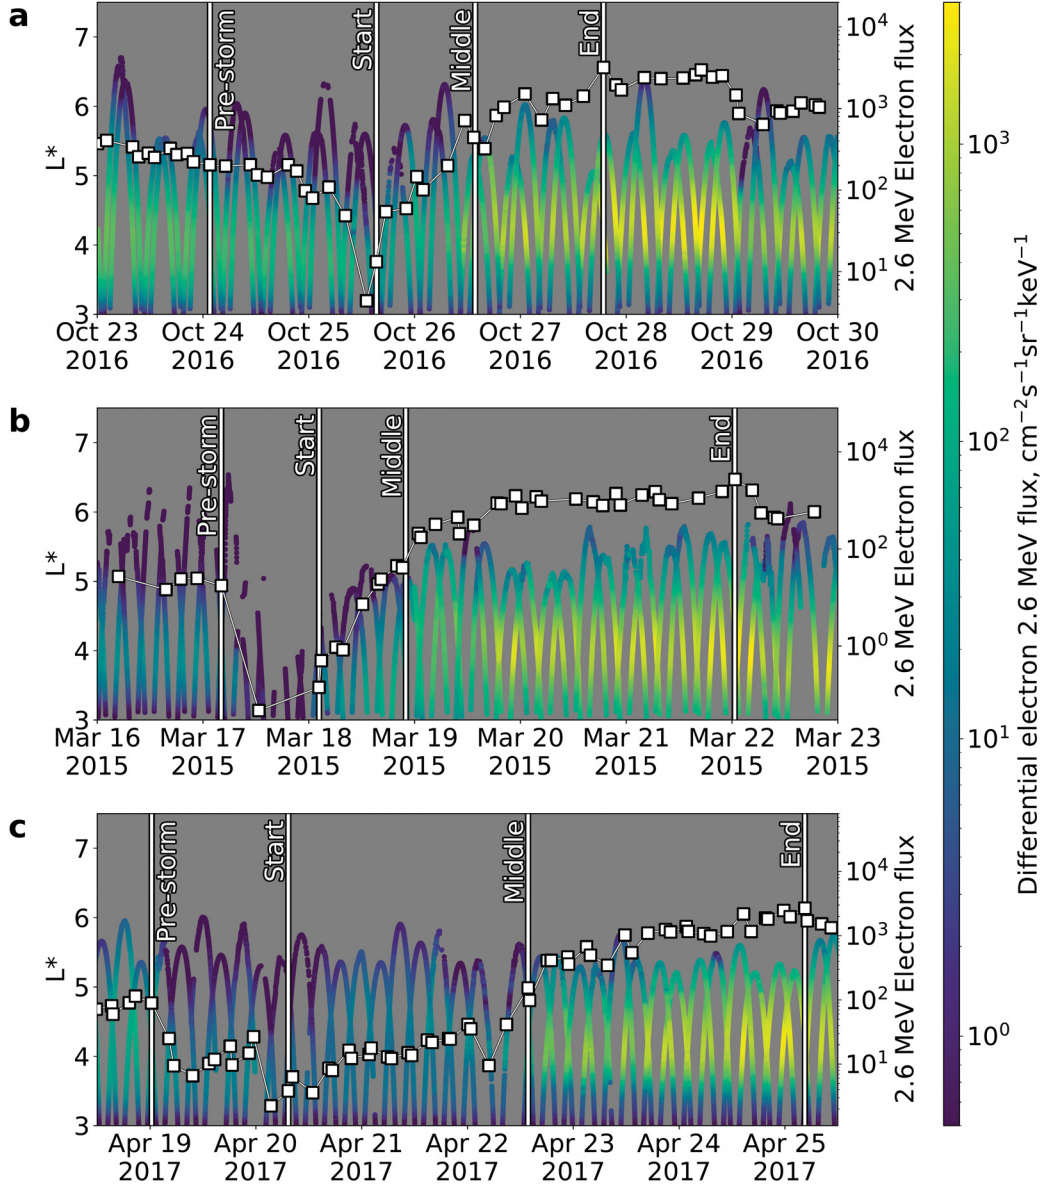 a
7
6
5
4
3
L*
Pre-storm
Start
Middle
End
10⁴
10³
10²
10¹
2.6 MeV Electron flux
Oct 23
2016
Oct 24
2016
Oct 25
2016
Oct 26
2016
Oct 27
2016
Oct 28
2016
Oct 29
2016
Oct 30
2016
b
7
6
5
4
3
L*
Pre-storm
Start
Middle
End
10⁴
10²
10⁰
2.6 MeV Electron flux
Mar 16
2015
Mar 17
2015
Mar 18
2015
Mar 19
2015
Mar 20
2015
Mar 21
2015
Mar 22
2015
Mar 23
2015
c
7
6
5
4
3
L*
Pre-storm
Start
Middle
End
10⁴
10³
10²
10¹
2.6 MeV Electron flux
Apr 19
2017
Apr 20
2017
Apr 21
2017
Apr 22
2017
Apr 23
2017
Apr 24
2017
Apr 25
2017
10³
10²
10¹
10⁰
Differential electron 2.6 MeV flux, cm⁻²s⁻¹sr⁻¹keV⁻¹